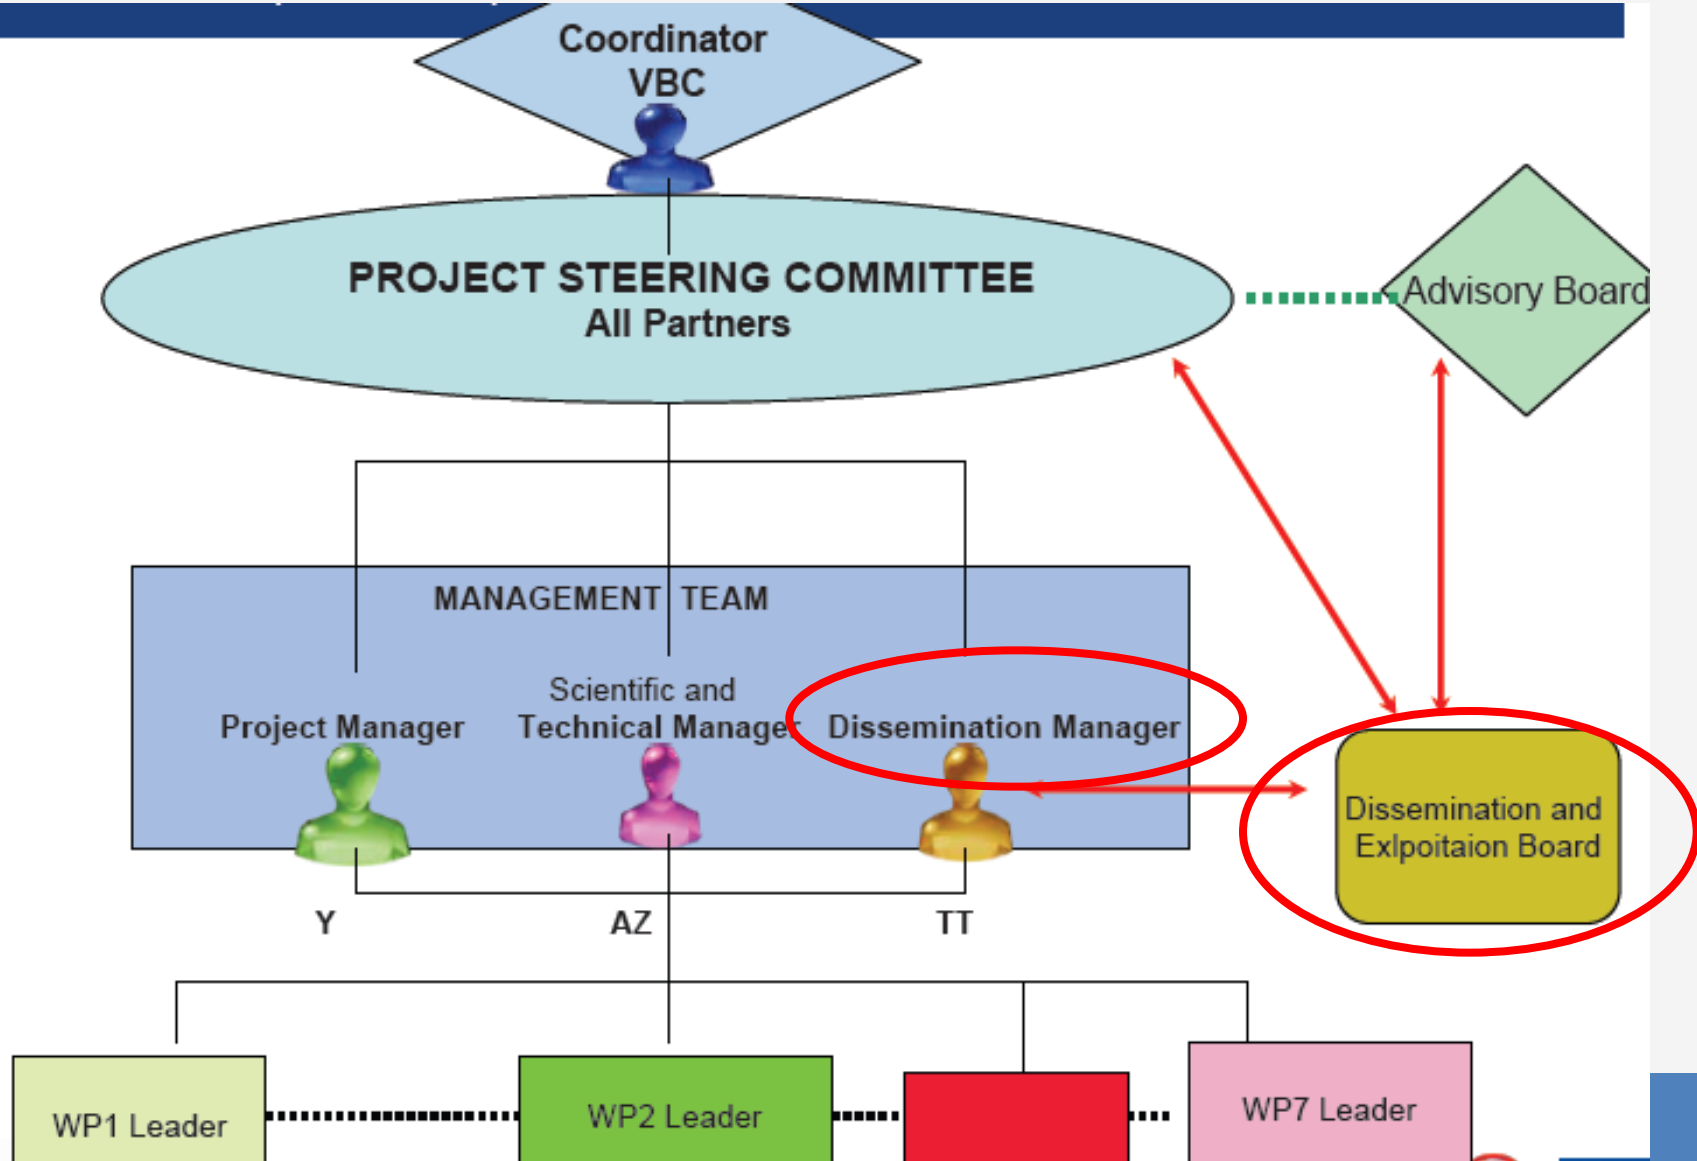 Coordinator
VBC
PROJECT STEERING COMMITTEE
All Partners
Advisory Board
MANAGEMENT TEAM
Scientific and
Project Manager
Technical Manager
Dissemination Manager
Dissemination and
Exlpoitaion Board
Y
AZ
TT
WP1 Leader
WP2 Leader
WP7 Leader